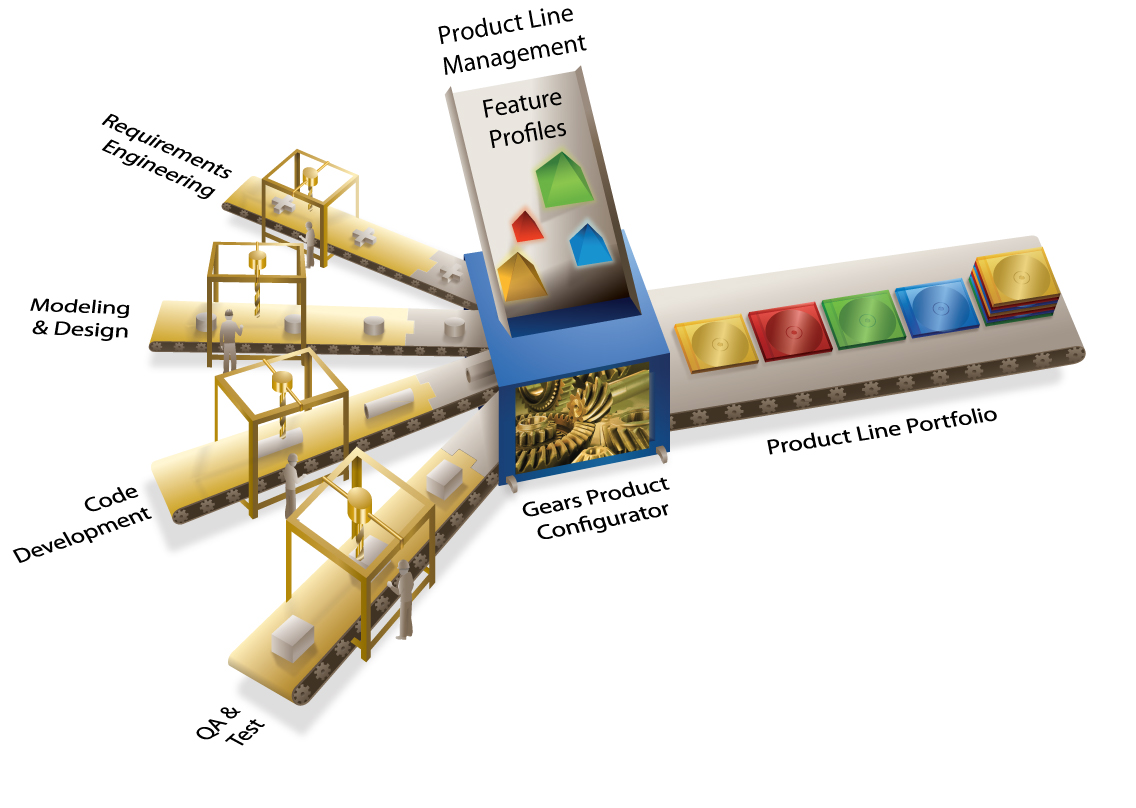 Product Line
Management
Feature
Profiles
Requirements
Engineering
Modeling
& Design
Code
Development
QA &
Test
Gears Product
Configurator
Product Line Portfolio